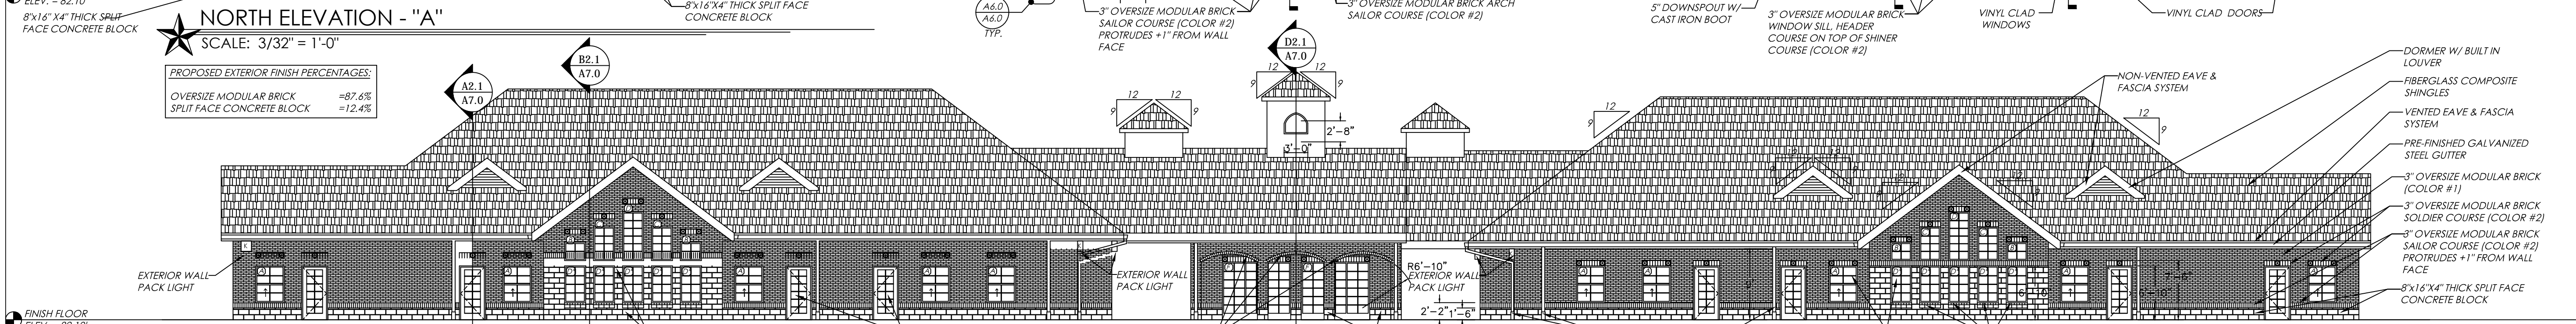 ELEV. = 82.10'
8"x16" X4" THICK SPLIT
FACE CONCRETE BLOCK
NORTH ELEVATION - "A"
SCALE: 3/32" = 1'-0"
8"x16"X4" THICK SPLIT FACE
CONCRETE BLOCK
A6.0
A6.0
TYP.
3" OVERSIZE MODULAR BRICK
SAILOR COURSE (COLOR #2)
PROTRUDES +1" FROM WALL
FACE
3" OVERSIZE MODULAR BRICK ARCH
SAILOR COURSE (COLOR #2)
5" DOWNSPOUT W/
CAST IRON BOOT
3" OVERSIZE MODULAR BRICK
WINDOW SILL, HEADER
COURSE ON TOP OF SHINER
COURSE (COLOR #2)
VINYL CLAD
WINDOWS
VINYL CLAD DOORS
PROPOSED EXTERIOR FINISH PERCENTAGES:
OVERSIZE MODULAR BRICK =87.6%
SPLIT FACE CONCRETE BLOCK =12.4%
A2.1
A7.0
B2.1
A7.0
D2.1
A7.0
12 12
9 9
12 12
9 9
2'-8"
3'-0"
12
9
12
9
NON-VENTED EAVE &
FASCIA SYSTEM
DORMER W/ BUILT IN
LOUVER
FIBERGLASS COMPOSITE
SHINGLES
VENTED EAVE & FASCIA
SYSTEM
PRE-FINISHED GALVANIZED
STEEL GUTTER
3" OVERSIZE MODULAR BRICK
(COLOR #1)
3" OVERSIZE MODULAR BRICK
SOLDIER COURSE (COLOR #2)
3" OVERSIZE MODULAR BRICK
SAILOR COURSE (COLOR #2)
PROTRUDES +1" FROM WALL
FACE
8"x16"X4" THICK SPLIT FACE
CONCRETE BLOCK
K
EXTERIOR WALL
PACK LIGHT
EXTERIOR WALL
PACK LIGHT
R6'-10"
EXTERIOR WALL
PACK LIGHT
2'-2"
1'-6"
7'-6"
FINISH FLOOR